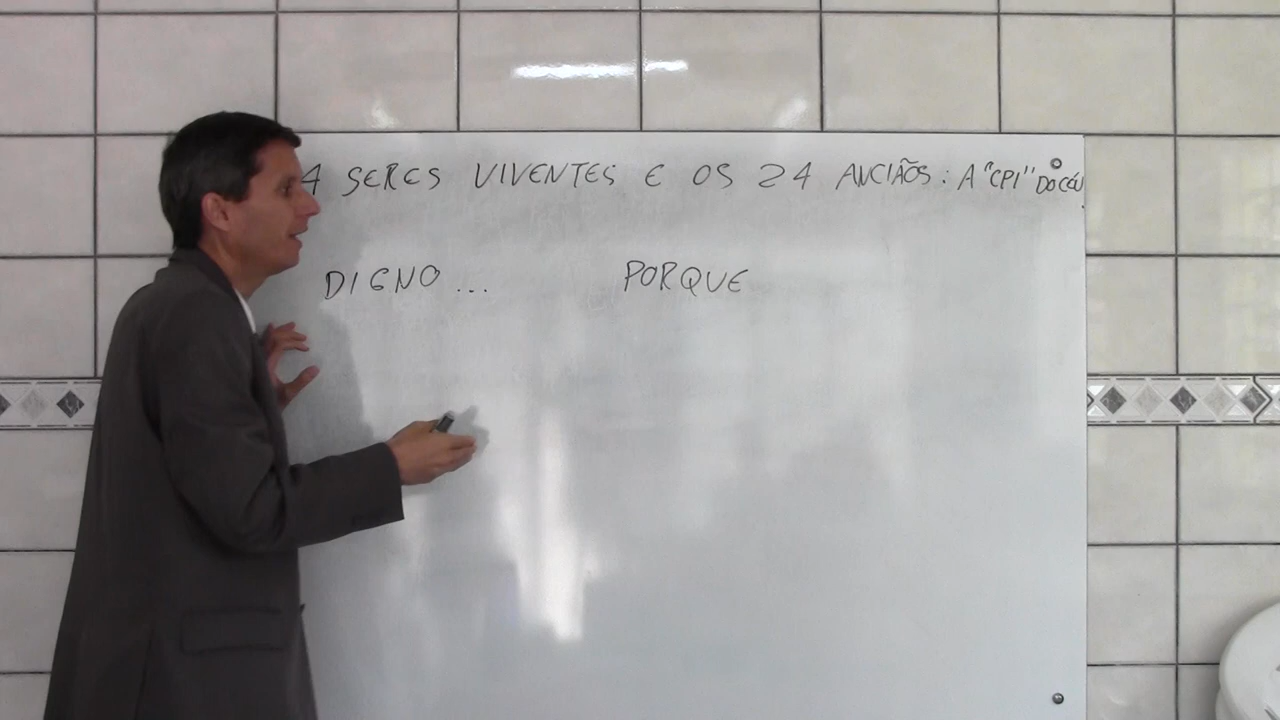 4 SERES VIVENTES E OS 24 ANCIÃOS: A "CPI" DO CÉU
DIGNO... PORQUE